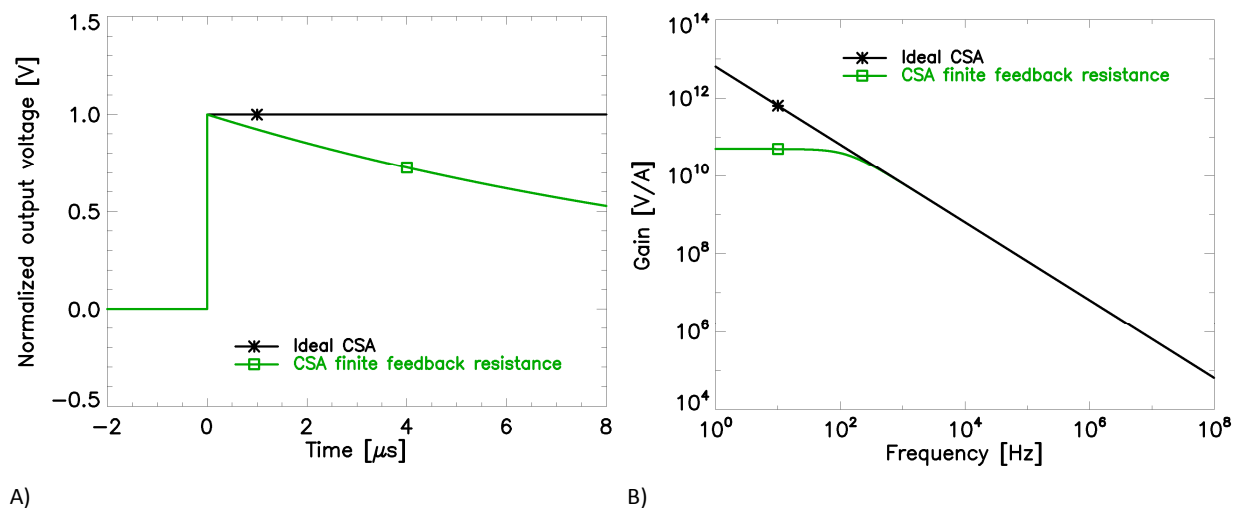 1.5
1.0
0.5
0.0
−0.5
−2
0
2
4
6
8
Normalized output voltage [V]
Time [μs]
Ideal CSA
CSA finite feedback resistance
A)
10¹⁴
10¹²
10¹⁰
10⁸
10⁶
10⁴
10⁰
10²
10⁴
10⁶
10⁸
Gain [V/A]
Frequency [Hz]
Ideal CSA
CSA finite feedback resistance
B)